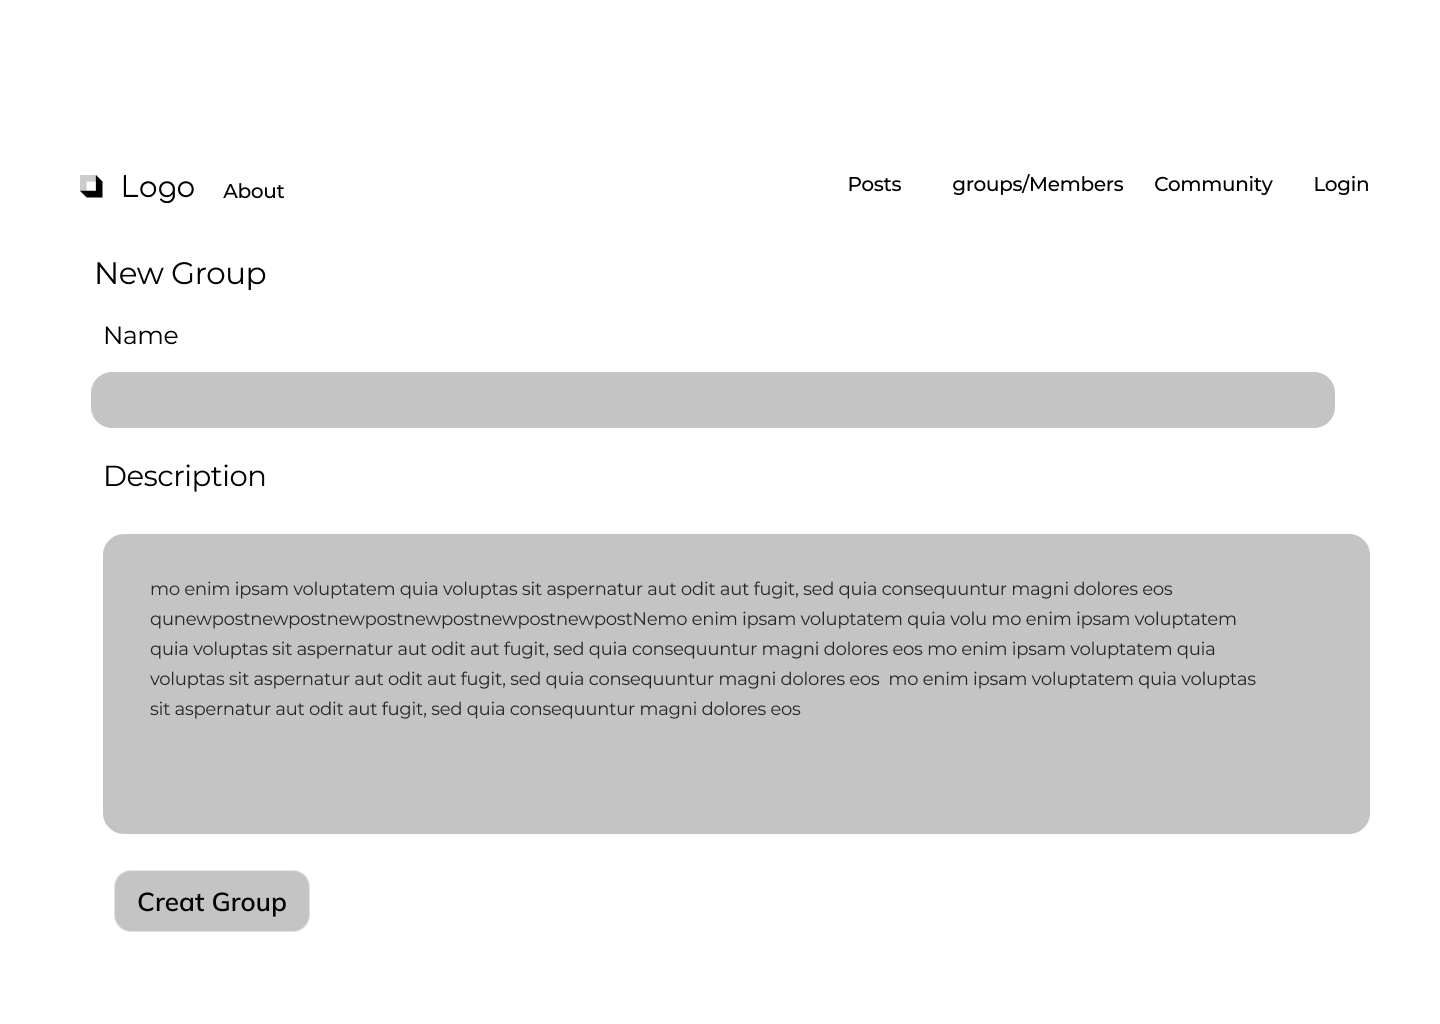 Logo About Posts groups/Members Community Login
New Group
Name
Description
mo enim ipsam voluptatem quia voluptas sit aspernatur aut odit aut fugit, sed quia consequuntur magni dolores eos
qunewpostnewpostnewpostnewpostnewpostnewpostNemo enim ipsam voluptatem quia volu mo enim ipsam voluptatem
quia voluptas sit aspernatur aut odit aut fugit, sed quia consequuntur magni dolores eos mo enim ipsam voluptatem quia
voluptas sit aspernatur aut odit aut fugit, sed quia consequuntur magni dolores eos  mo enim ipsam voluptatem quia voluptas
sit aspernatur aut odit aut fugit, sed quia consequuntur magni dolores eos
Creat Group